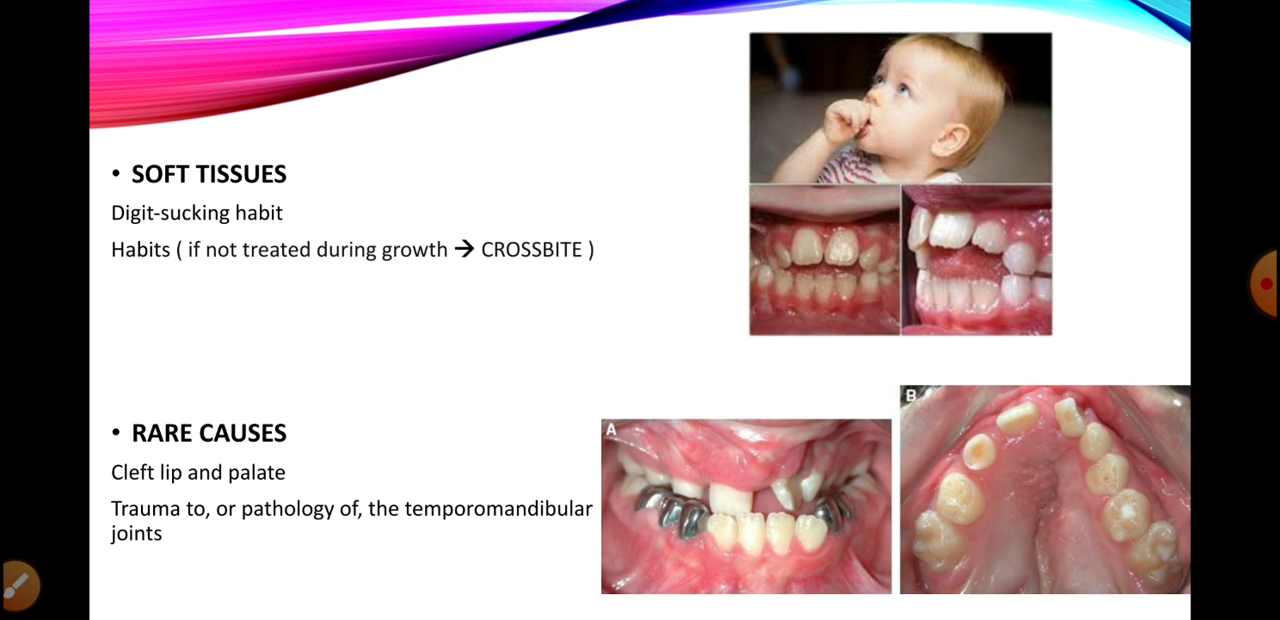 • SOFT TISSUES
Digit-sucking habit
Habits ( if not treated during growth → CROSSBITE )
• RARE CAUSES
Cleft lip and palate
Trauma to, or pathology of, the temporomandibular
joints
A
B